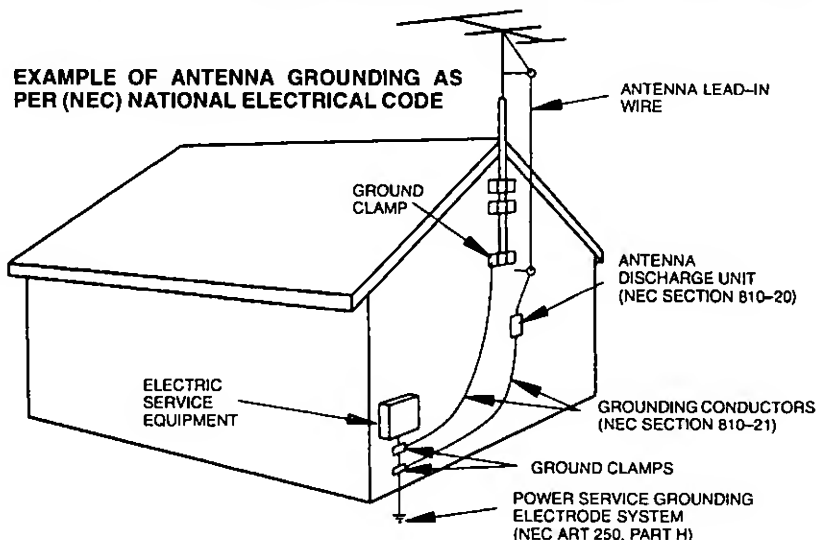 EXAMPLE OF ANTENNA GROUNDING AS
PER (NEC) NATIONAL ELECTRICAL CODE
ANTENNA LEAD–IN
WIRE
GROUND
CLAMP
ANTENNA
DISCHARGE UNIT
(NEC SECTION 810–20)
ELECTRIC
SERVICE
EQUIPMENT
GROUNDING CONDUCTORS
(NEC SECTION 810–21)
GROUND CLAMPS
POWER SERVICE GROUNDING
ELECTRODE SYSTEM
(NEC ART 250, PART H)